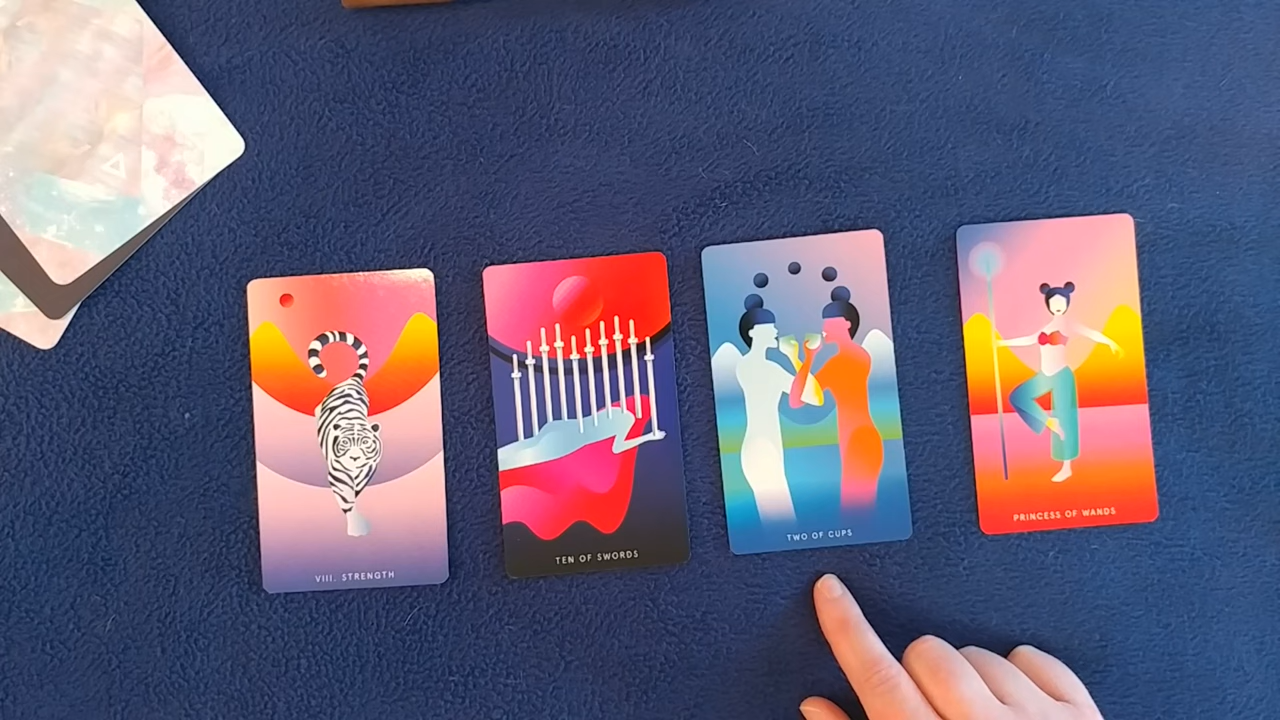 VIII. STRENGTH
TEN OF SWORDS
TWO OF CUPS
PRINCESS OF WANDS